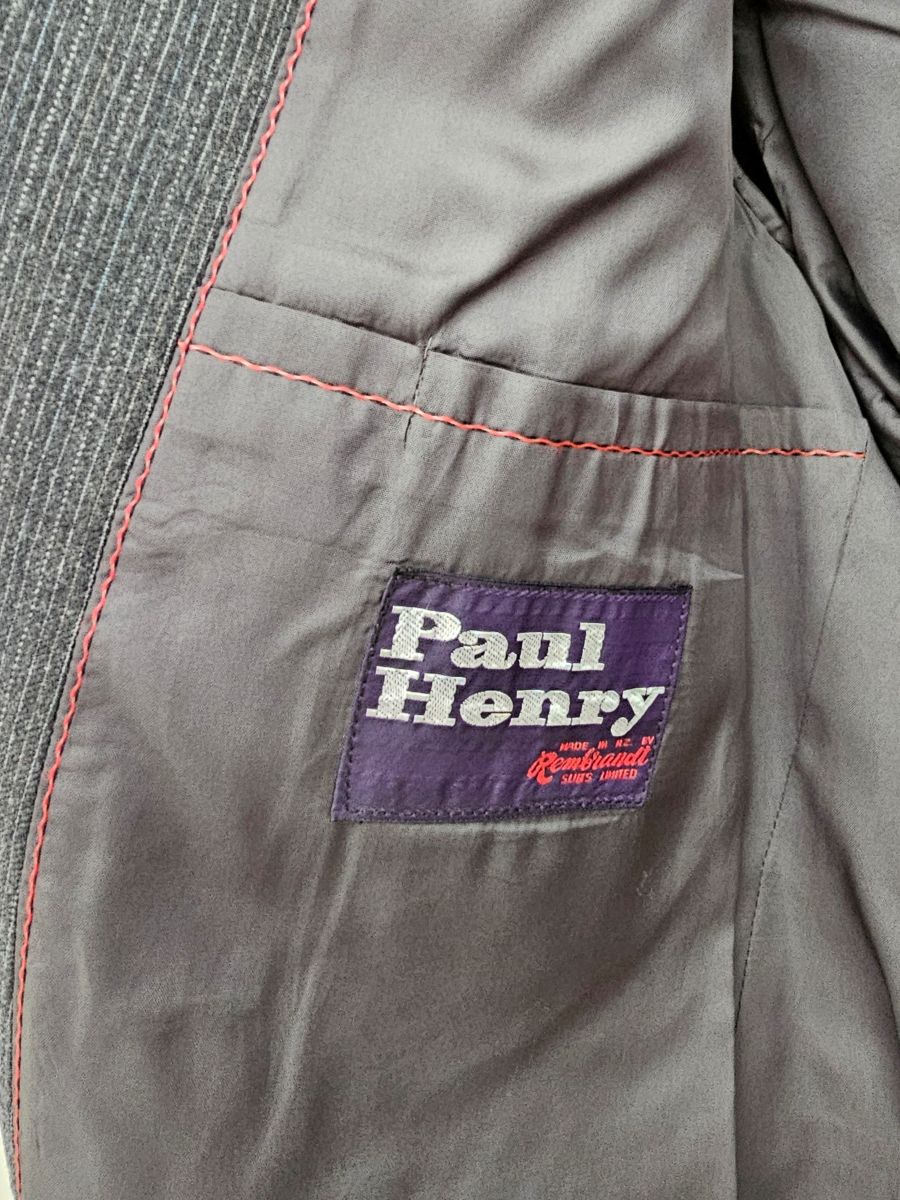 Paul
Henry
MADE IN N.Z. BY
Rembrandt
SUITS LIMITED